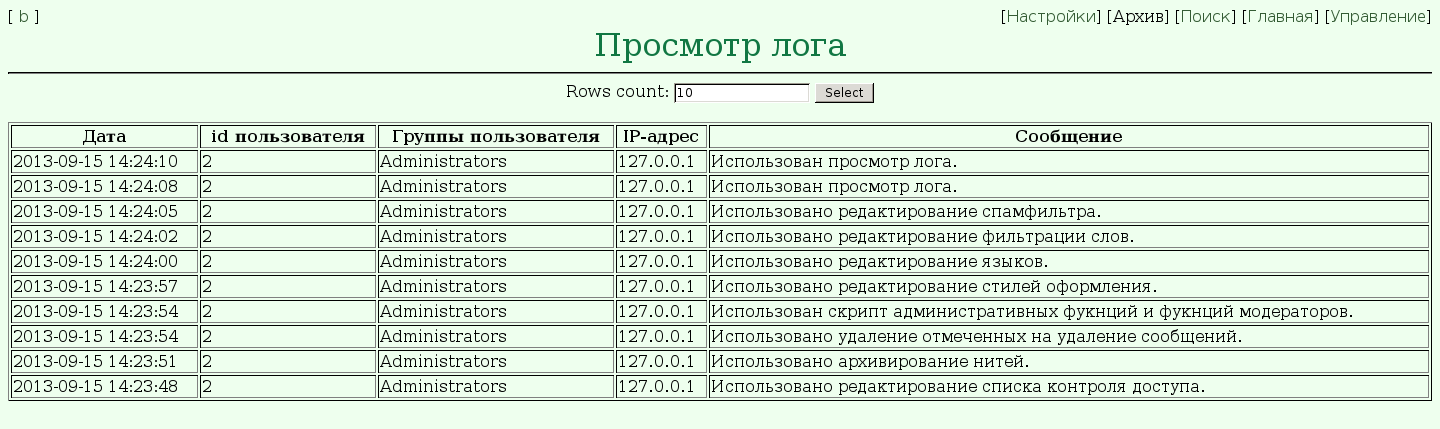 [ b ] [Настройки] [Архив] [Поиск] [Главная] [Управление]
Просмотр лога
Rows count: 10 Select
Дата id пользователя Группы пользователя IP-адрес Сообщение
2013-09-15 14:24:10 2 Administrators 127.0.0.1 Использован просмотр лога.
2013-09-15 14:24:08 2 Administrators 127.0.0.1 Использован просмотр лога.
2013-09-15 14:24:05 2 Administrators 127.0.0.1 Использовано редактирование спамфильтра.
2013-09-15 14:24:02 2 Administrators 127.0.0.1 Использовано редактирование фильтрации слов.
2013-09-15 14:24:00 2 Administrators 127.0.0.1 Использовано редактирование языков.
2013-09-15 14:23:57 2 Administrators 127.0.0.1 Использовано редактирование стилей оформления.
2013-09-15 14:23:54 2 Administrators 127.0.0.1 Использован скрипт административных фукнций и фукнций модераторов.
2013-09-15 14:23:54 2 Administrators 127.0.0.1 Использовано удаление отмеченных на удаление сообщений.
2013-09-15 14:23:51 2 Administrators 127.0.0.1 Использовано архивирование нитей.
2013-09-15 14:23:48 2 Administrators 127.0.0.1 Использовано редактирование списка контроля доступа.